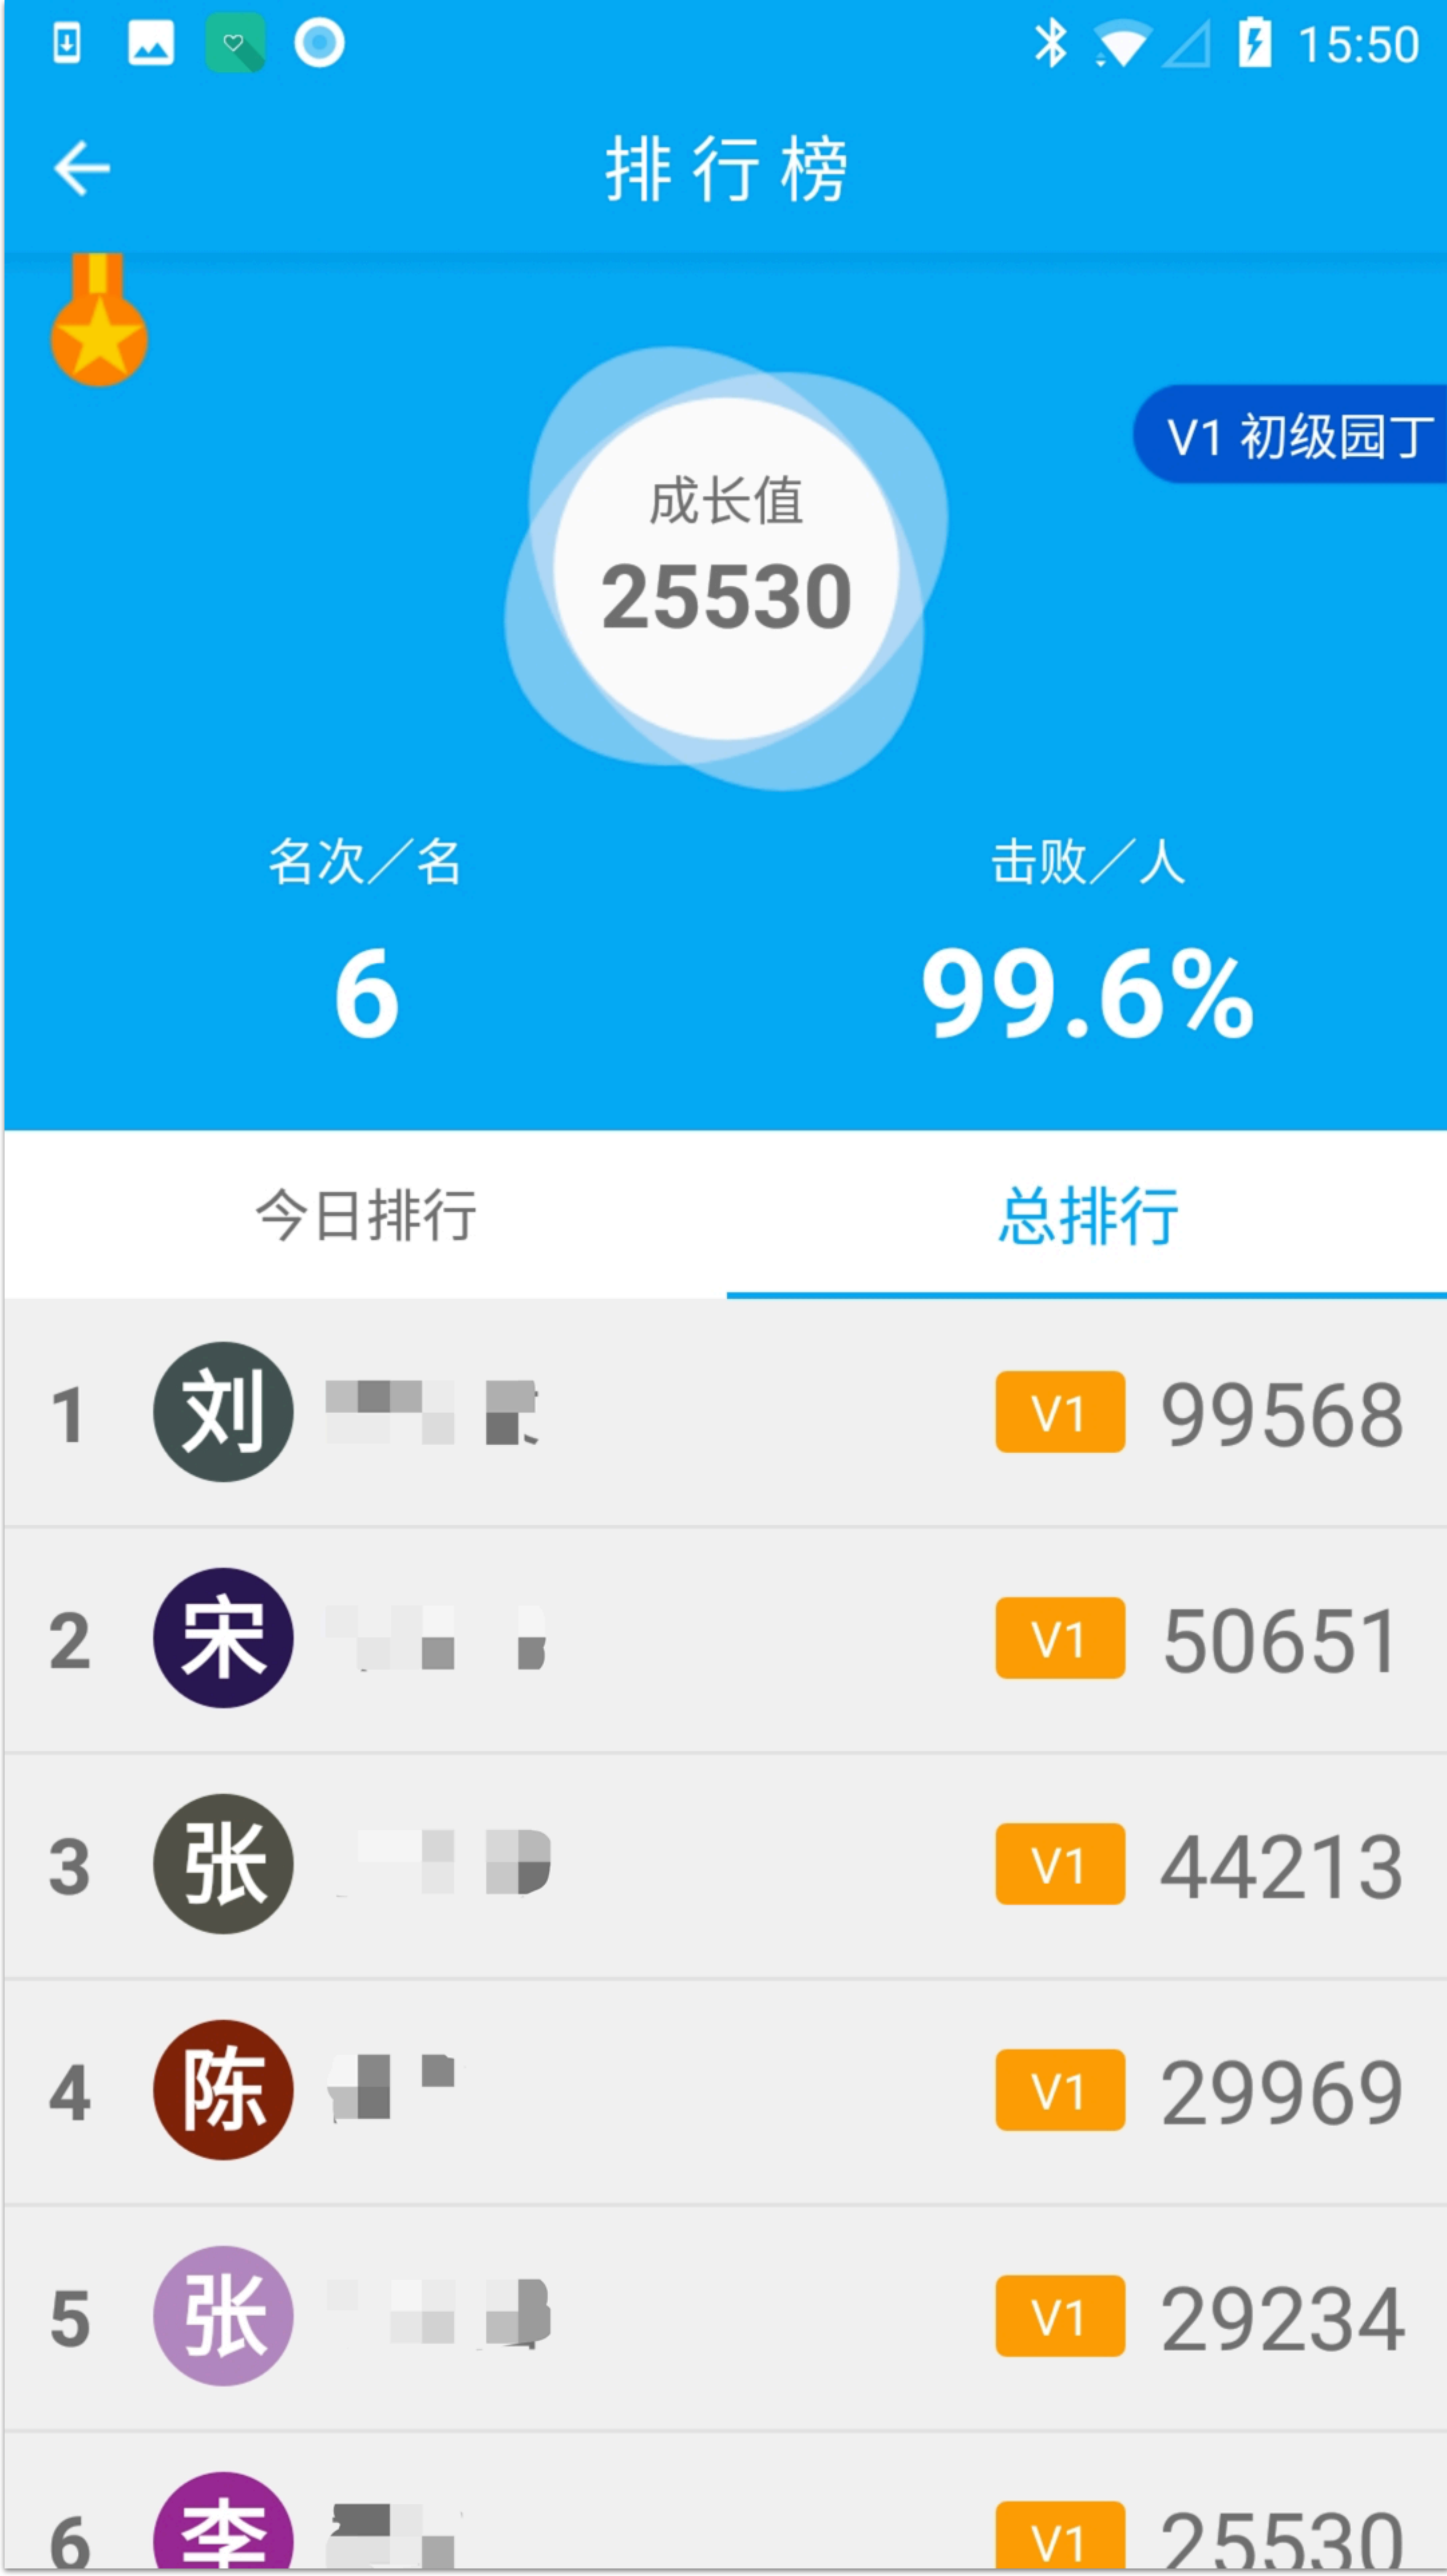 15:50
排行榜
V1 初级园丁
成长值
25530
名次／名
击败／人
6
99.6%
今日排行
总排行
1 刘 V1 99568
2 宋 V1 50651
3 张 V1 44213
4 陈 V1 29969
5 张 V1 29234
6 李 V1 25530